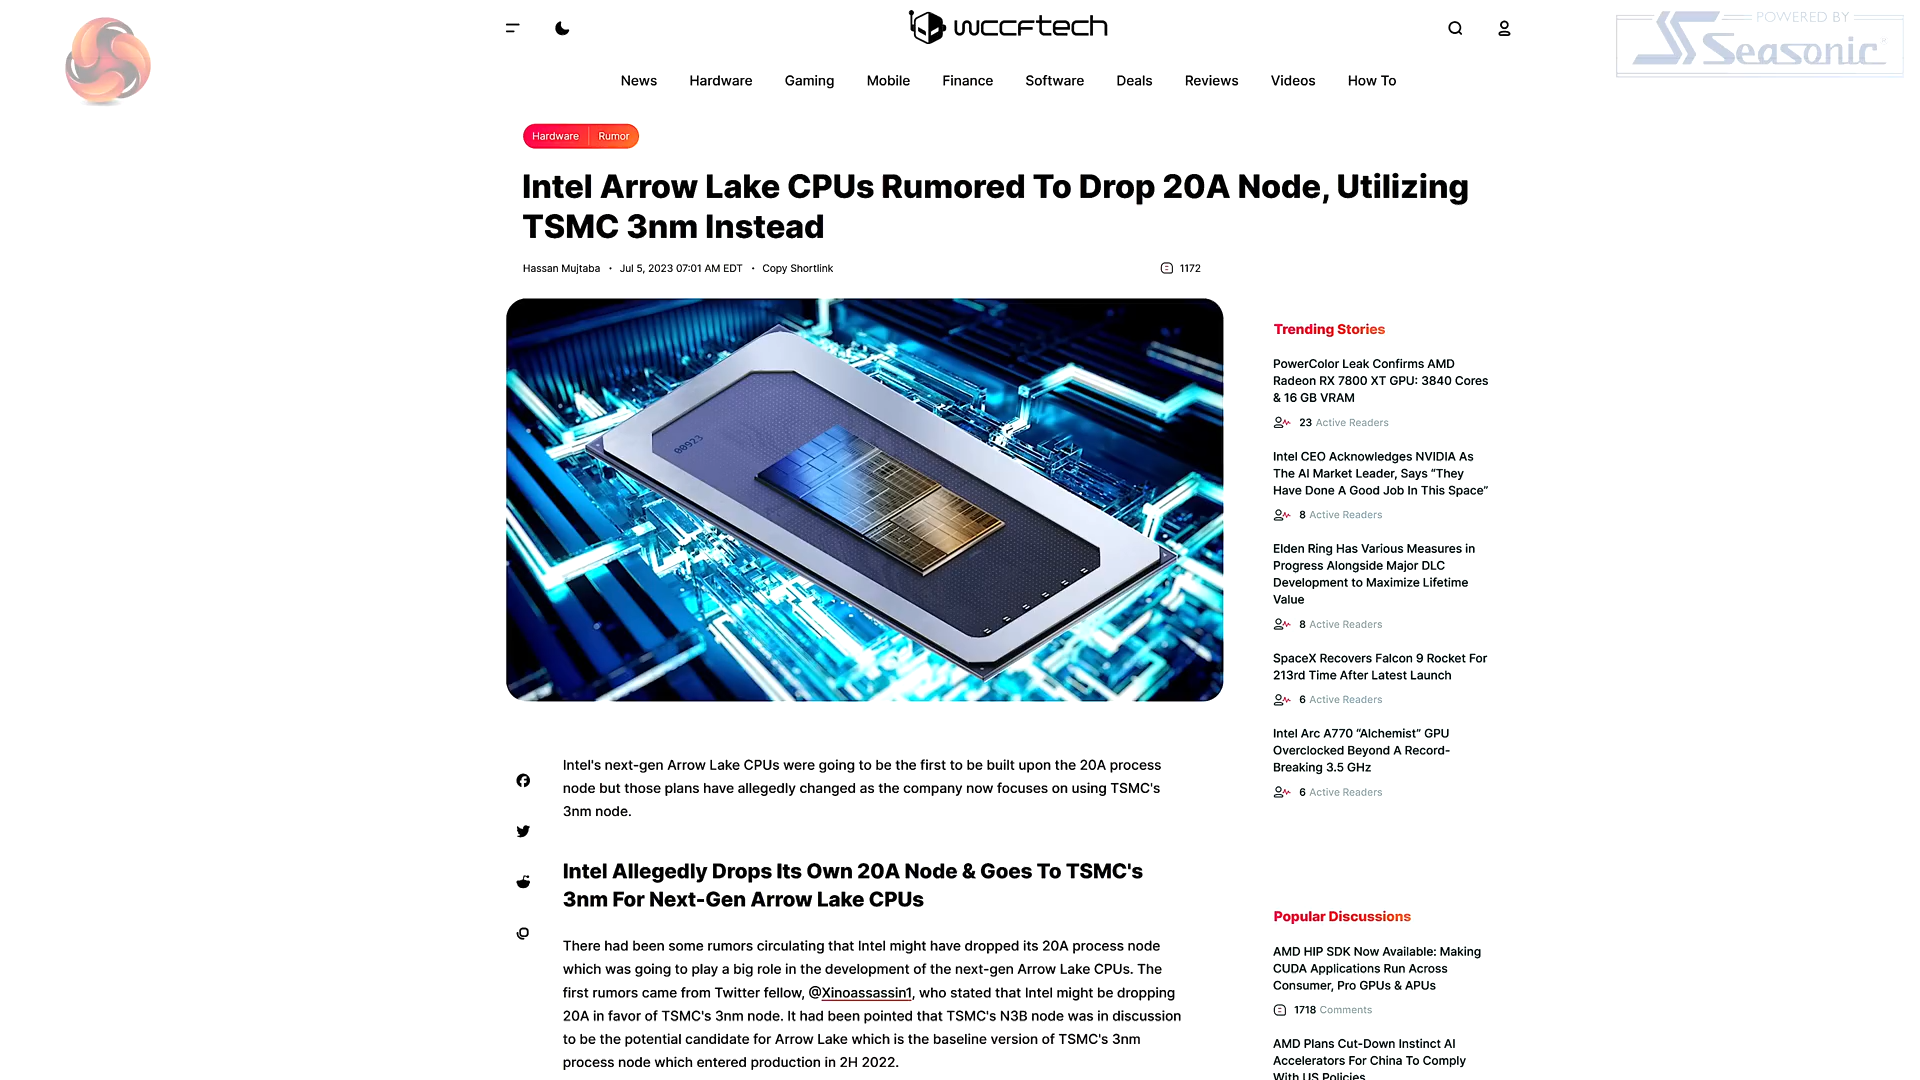 wccftech
POWERED BY
Seasonic
News Hardware Gaming Mobile Finance Software Deals Reviews Videos How To
Hardware Rumor
Intel Arrow Lake CPUs Rumored To Drop 20A Node, Utilizing
TSMC 3nm Instead
Hassan Mujtaba • Jul 5, 2023 07:01 AM EDT • Copy Shortlink
1172
00923
Intel's next-gen Arrow Lake CPUs were going to be the first to be built upon the 20A process
node but those plans have allegedly changed as the company now focuses on using TSMC's
3nm node.
Intel Allegedly Drops Its Own 20A Node & Goes To TSMC's
3nm For Next-Gen Arrow Lake CPUs
There had been some rumors circulating that Intel might have dropped its 20A process node
which was going to play a big role in the development of the next-gen Arrow Lake CPUs. The
first rumors came from Twitter fellow, @Xinoassassin1, who stated that Intel might be dropping
20A in favor of TSMC's 3nm node. It had been pointed that TSMC's N3B node was in discussion
to be the potential candidate for Arrow Lake which is the baseline version of TSMC's 3nm
process node which entered production in 2H 2022.
Trending Stories
PowerColor Leak Confirms AMD
Radeon RX 7800 XT GPU: 3840 Cores
& 16 GB VRAM
23 Active Readers
Intel CEO Acknowledges NVIDIA As
The AI Market Leader, Says “They
Have Done A Good Job In This Space”
8 Active Readers
Elden Ring Has Various Measures in
Progress Alongside Major DLC
Development to Maximize Lifetime
Value
8 Active Readers
SpaceX Recovers Falcon 9 Rocket For
213rd Time After Latest Launch
6 Active Readers
Intel Arc A770 “Alchemist” GPU
Overclocked Beyond A Record-
Breaking 3.5 GHz
6 Active Readers
Popular Discussions
AMD HIP SDK Now Available: Making
CUDA Applications Run Across
Consumer, Pro GPUs & APUs
1718 Comments
AMD Plans Cut-Down Instinct AI
Accelerators For China To Comply
With US Policies